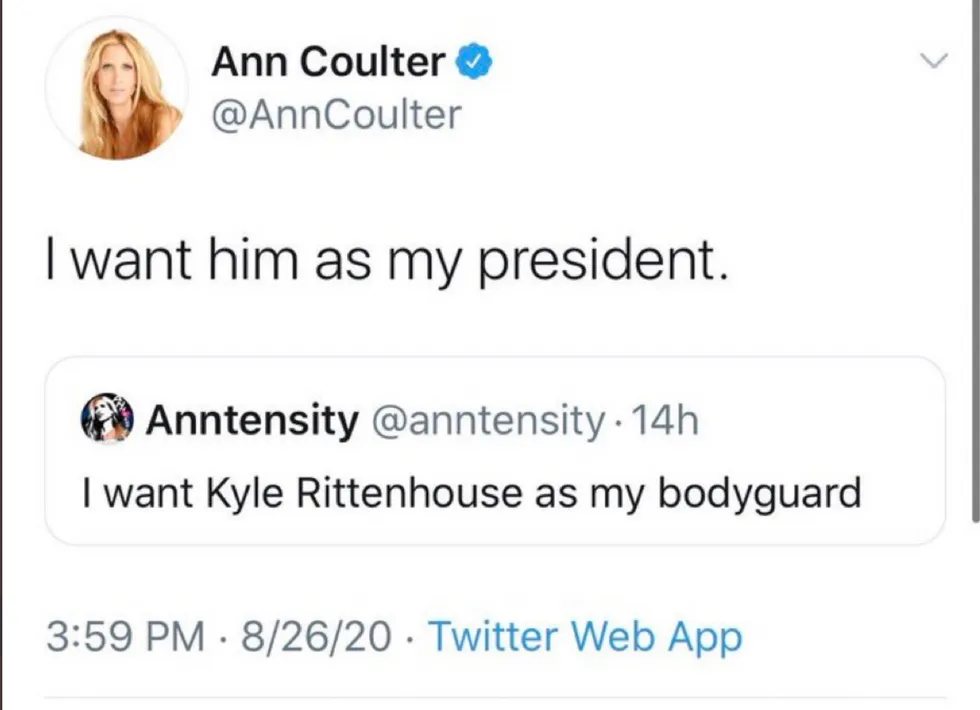 Ann Coulter
@AnnCoulter
I want him as my president.
Anntensity @anntensity · 14h
I want Kyle Rittenhouse as my bodyguard
3:59 PM · 8/26/20 · Twitter Web App